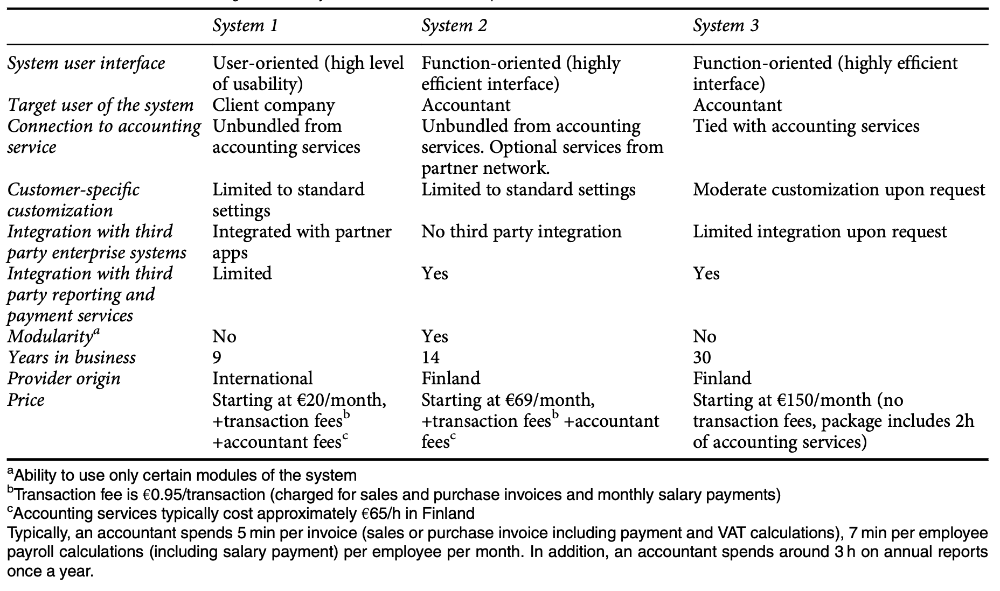 System 1 System 2 System 3
System user interface User-oriented (high level Function-oriented (highly Function-oriented (highly efficient
of usability) efficient interface) interface)
Target user of the system Client company Accountant Accountant
Connection to accounting Unbundled from Unbundled from accounting Tied with accounting services
service accounting services services. Optional services from
partner network.
Customer-specific Limited to standard Limited to standard settings Moderate customization upon request
customization settings
Integration with third Integrated with partner No third party integration Limited integration upon request
party enterprise systems apps
Integration with third Limited Yes Yes
party reporting and
payment services
Modularityᵃ No Yes No
Years in business 9 14 30
Provider origin International Finland Finland
Price Starting at €20/month, Starting at €69/month, Starting at €150/month (no
+transaction feesᵇ +transaction feesᵇ +accountant transaction fees, package includes 2h
+accountant feesᶜ feesᶜ of accounting services)
ᵃAbility to use only certain modules of the system
ᵇTransaction fee is €0.95/transaction (charged for sales and purchase invoices and monthly salary payments)
ᶜAccounting services typically cost approximately €65/h in Finland
Typically, an accountant spends 5 min per invoice (sales or purchase invoice including payment and VAT calculations), 7 min per employee
payroll calculations (including salary payment) per employee per month. In addition, an accountant spends around 3 h on annual reports
once a year.